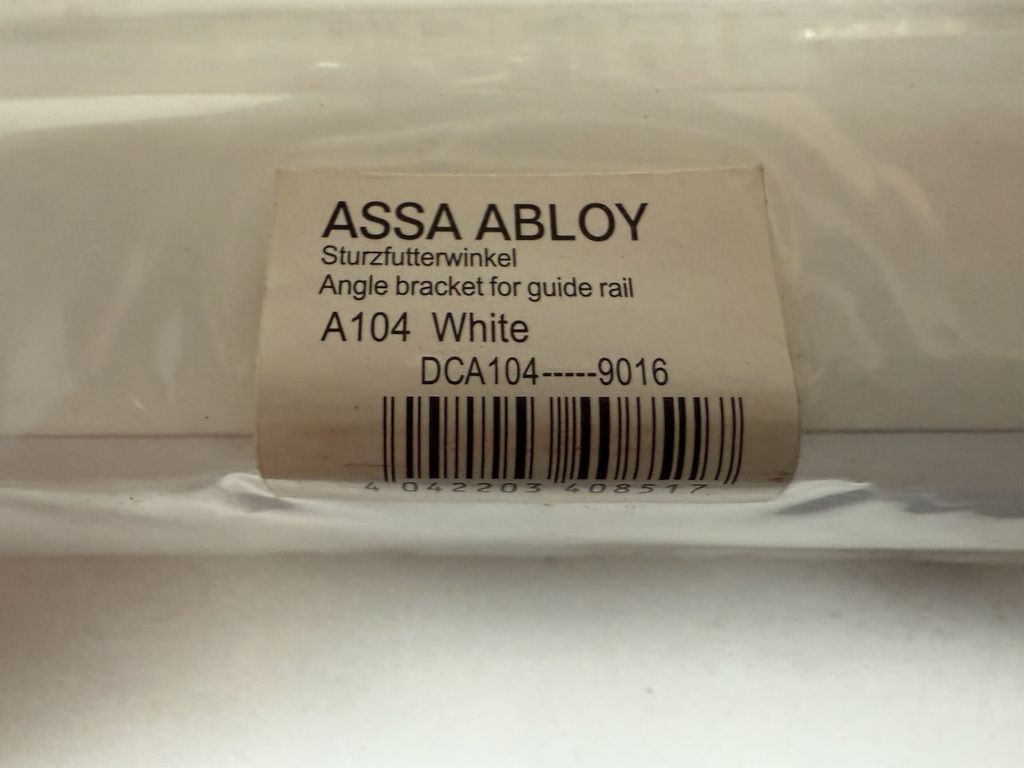 ASSA ABLOY
Sturzfutterwinkel
Angle bracket for guide rail
A104 White
DCA104-----9016
4 042203 408517